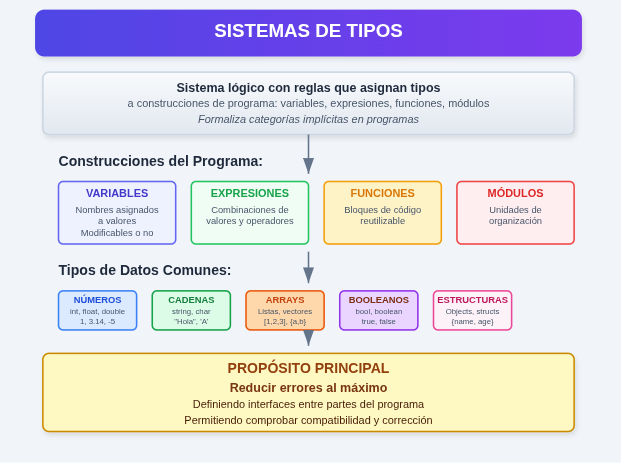 SISTEMAS DE TIPOS
Sistema lógico con reglas que asignan tipos
a construcciones de programa: variables, expresiones, funciones, módulos
Formaliza categorías implícitas en programas
Construcciones del Programa:
VARIABLES
Nombres asignados
a valores
Modificables o no
EXPRESIONES
Combinaciones de
valores y operadores
FUNCIONES
Bloques de código
reutilizable
MÓDULOS
Unidades de
organización
Tipos de Datos Comunes:
NÚMEROS
int, float, double
1, 3.14, -5
CADENAS
string, char
"Hola", 'A'
ARRAYS
Listas, vectores
[1,2,3], {a,b}
BOOLEANOS
bool, boolean
true, false
ESTRUCTURAS
Objects, structs
{name, age}
PROPÓSITO PRINCIPAL
Reducir errores al máximo
Definiendo interfaces entre partes del programa
Permitiendo comprobar compatibilidad y corrección